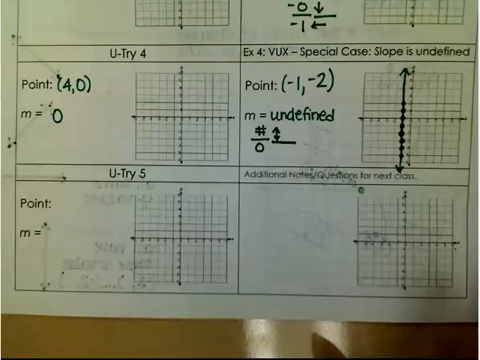 -0
-1
U-Try 4
Point: (4,0)
m = 0
Ex 4: VUX – Special Case: Slope is undefined
Point: (-1,-2)
m = undefined
#
0
U-Try 5
Point:
m =
Additional Notes/Questions for next class.